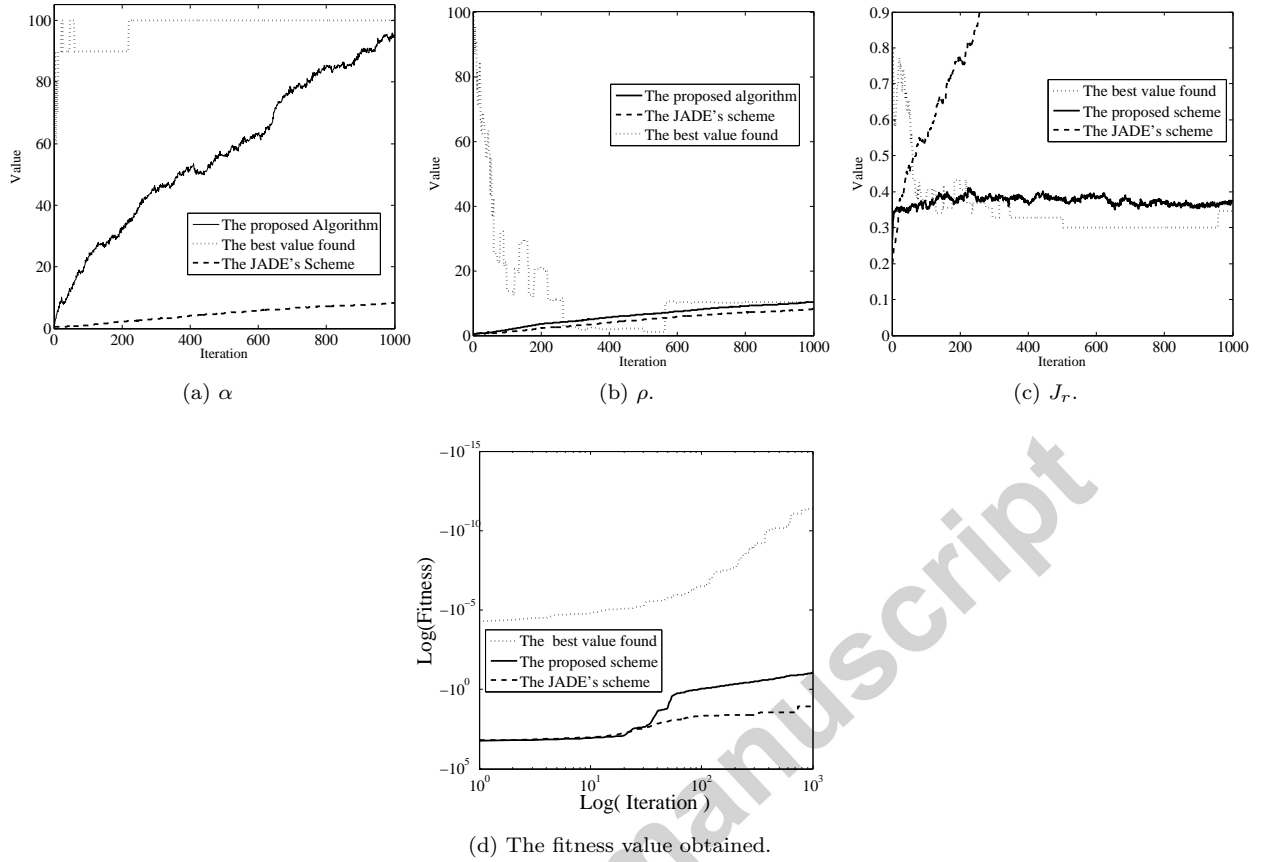 100
80
60
40
20
0
Value
The proposed Algorithm
The best value found
The JADE's Scheme
0 200 400 600 800 1000
Iteration
(a) α
100
80
60
40
20
0
Value
The proposed algorithm
The JADE's scheme
The best value found
0 200 400 600 800 1000
Iteration
(b) ρ.
0.9
0.8
0.7
0.6
0.5
0.4
0.3
0.2
0.1
0
Value
The best value found
The proposed scheme
The JADE's scheme
0 200 400 600 800 1000
Iteration
(c) J_r.
−10^−15
−10^−10
−10^−5
−10^0
−10^5
Log(Fitness)
The best value found
The proposed scheme
The JADE's scheme
10^0 10^1 10^2 10^3
Log( Iteration )
(d) The fitness value obtained.
manuscript